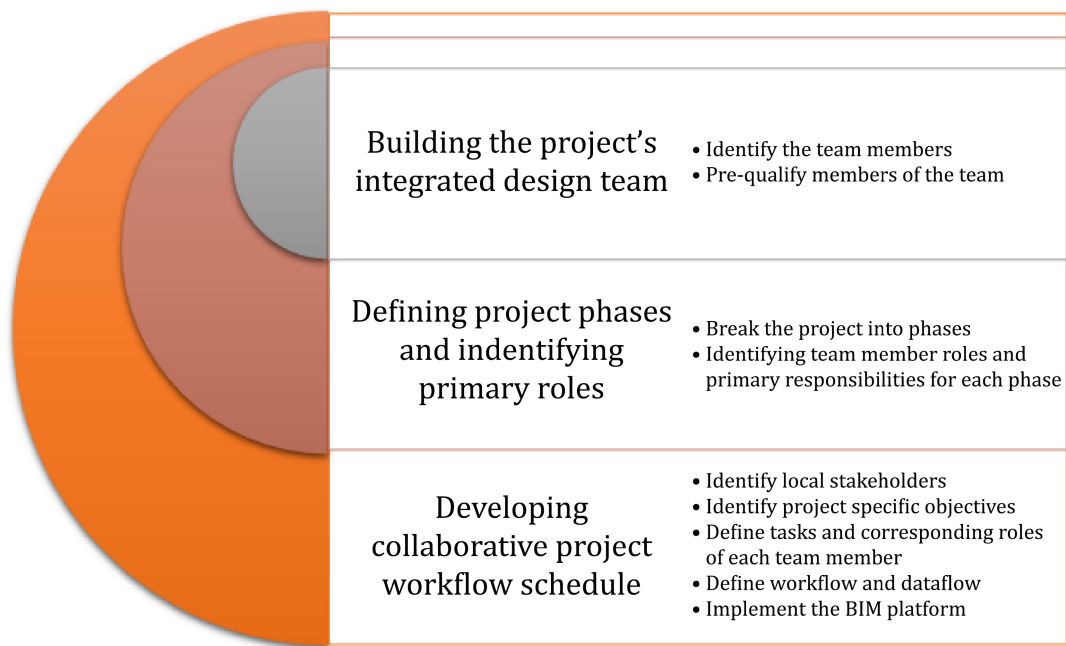 Building the project’s
integrated design team
• Identify the team members
• Pre-qualify members of the team
Defining project phases
and indentifying
primary roles
• Break the project into phases
• Identifying team member roles and
primary responsibilities for each phase
Developing
collaborative project
workflow schedule
• Identify local stakeholders
• Identify project specific objectives
• Define tasks and corresponding roles
of each team member
• Define workflow and dataflow
• Implement the BIM platform